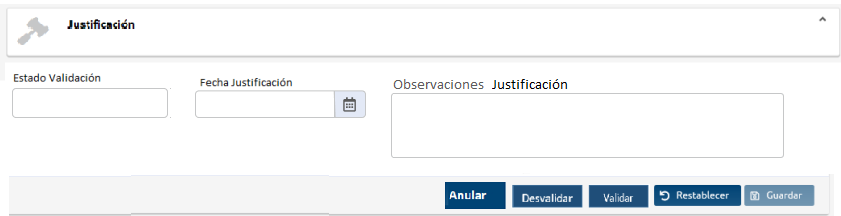 Justificación
Estado Validación
Fecha Justificación
Observaciones Justificación
Anular Desvalidar Validar Restablecer Guardar